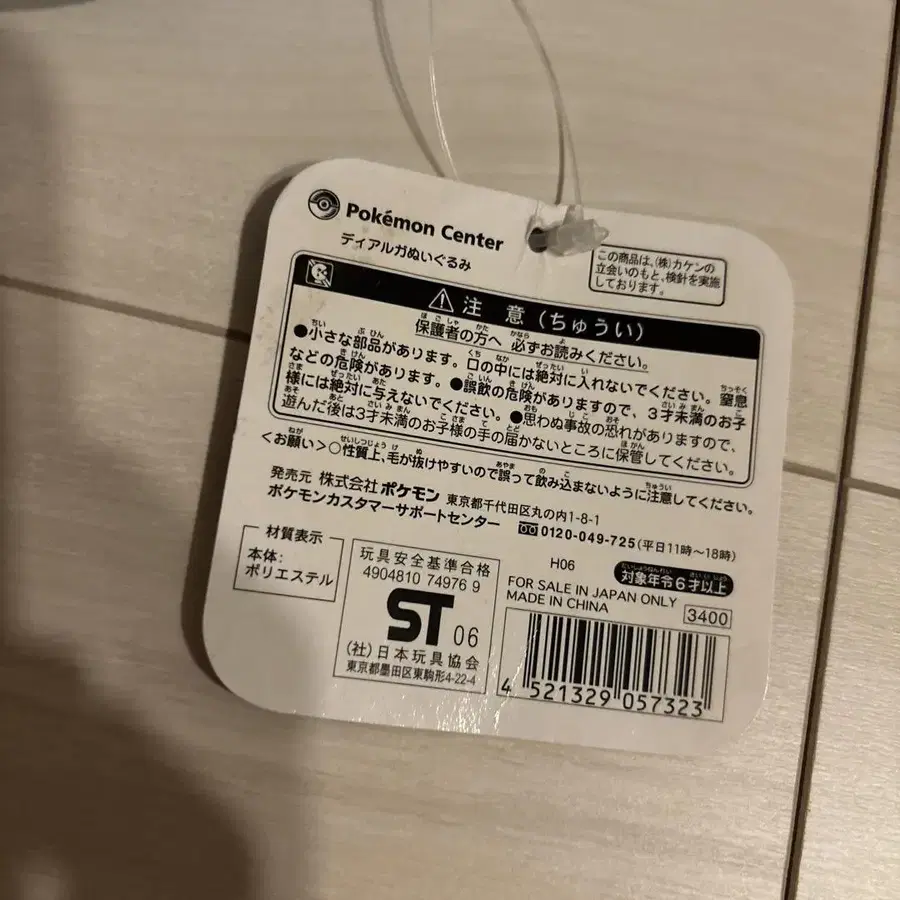 Pokémon Center
ディアルガぬいぐるみ
この商品は、(株)カケンの
立会いのもと、検針を実施
しております。
注 意 (ちゅうい)
保護者の方へ 必ずお読みください。
●小さな部品があります。口の中には絶対に入れないでください。窒息
などの危険があります。●誤飲の危険がありますので、3才未満のお子
様には絶対に与えないでください。●思わぬ事故の恐れがありますので、
遊んだ後は3才未満のお子様の手の届かないところに保管してください。
<お願い>○性質上、毛が抜けやすいので誤って飲み込まないように注意してください。
発売元 株式会社ポケモン 東京都千代田区丸の内1-8-1
ポケモンカスタマーサポートセンター 0120-049-725(平日11時〜18時)
材質表示
本体:
ポリエステル
玩具安全基準合格
4904810 74976 9
ST 06
(社)日本玩具協会
東京都墨田区東駒形4-22-4
H06
対象年令6才以上
FOR SALE IN JAPAN ONLY
MADE IN CHINA
3400
4 521329 057323